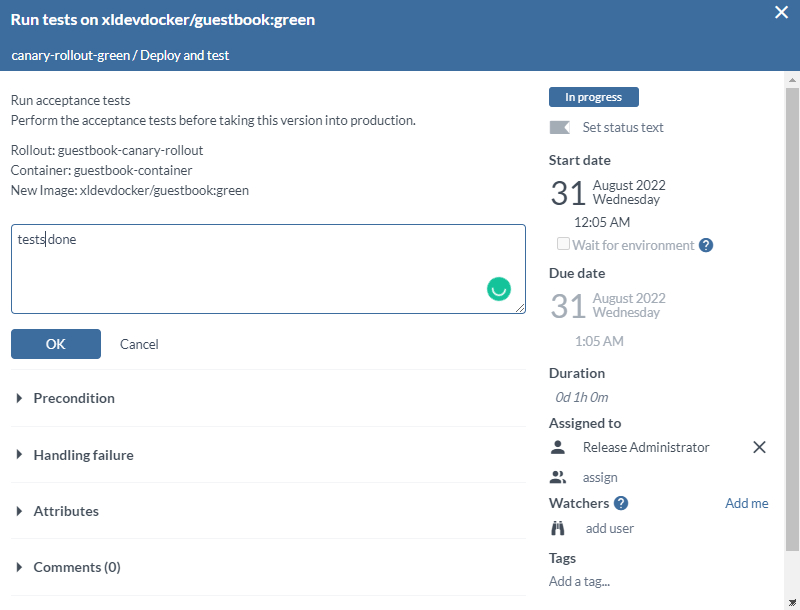 Run tests on xldevdocker/guestbook:green
canary-rollout-green / Deploy and test
Run acceptance tests
Perform the acceptance tests before taking this version into production.
Rollout: guestbook-canary-rollout
Container: guestbook-container
New Image: xldevdocker/guestbook:green
tests done
OK
Cancel
Precondition
Handling failure
Attributes
Comments (0)
In progress
Set status text
Start date
31 August 2022
Wednesday
12:05 AM
Wait for environment ?
Due date
31 August 2022
Wednesday
1:05 AM
Duration
0d 1h 0m
Assigned to
Release Administrator
assign
Watchers ? Add me
add user
Tags
Add a tag...